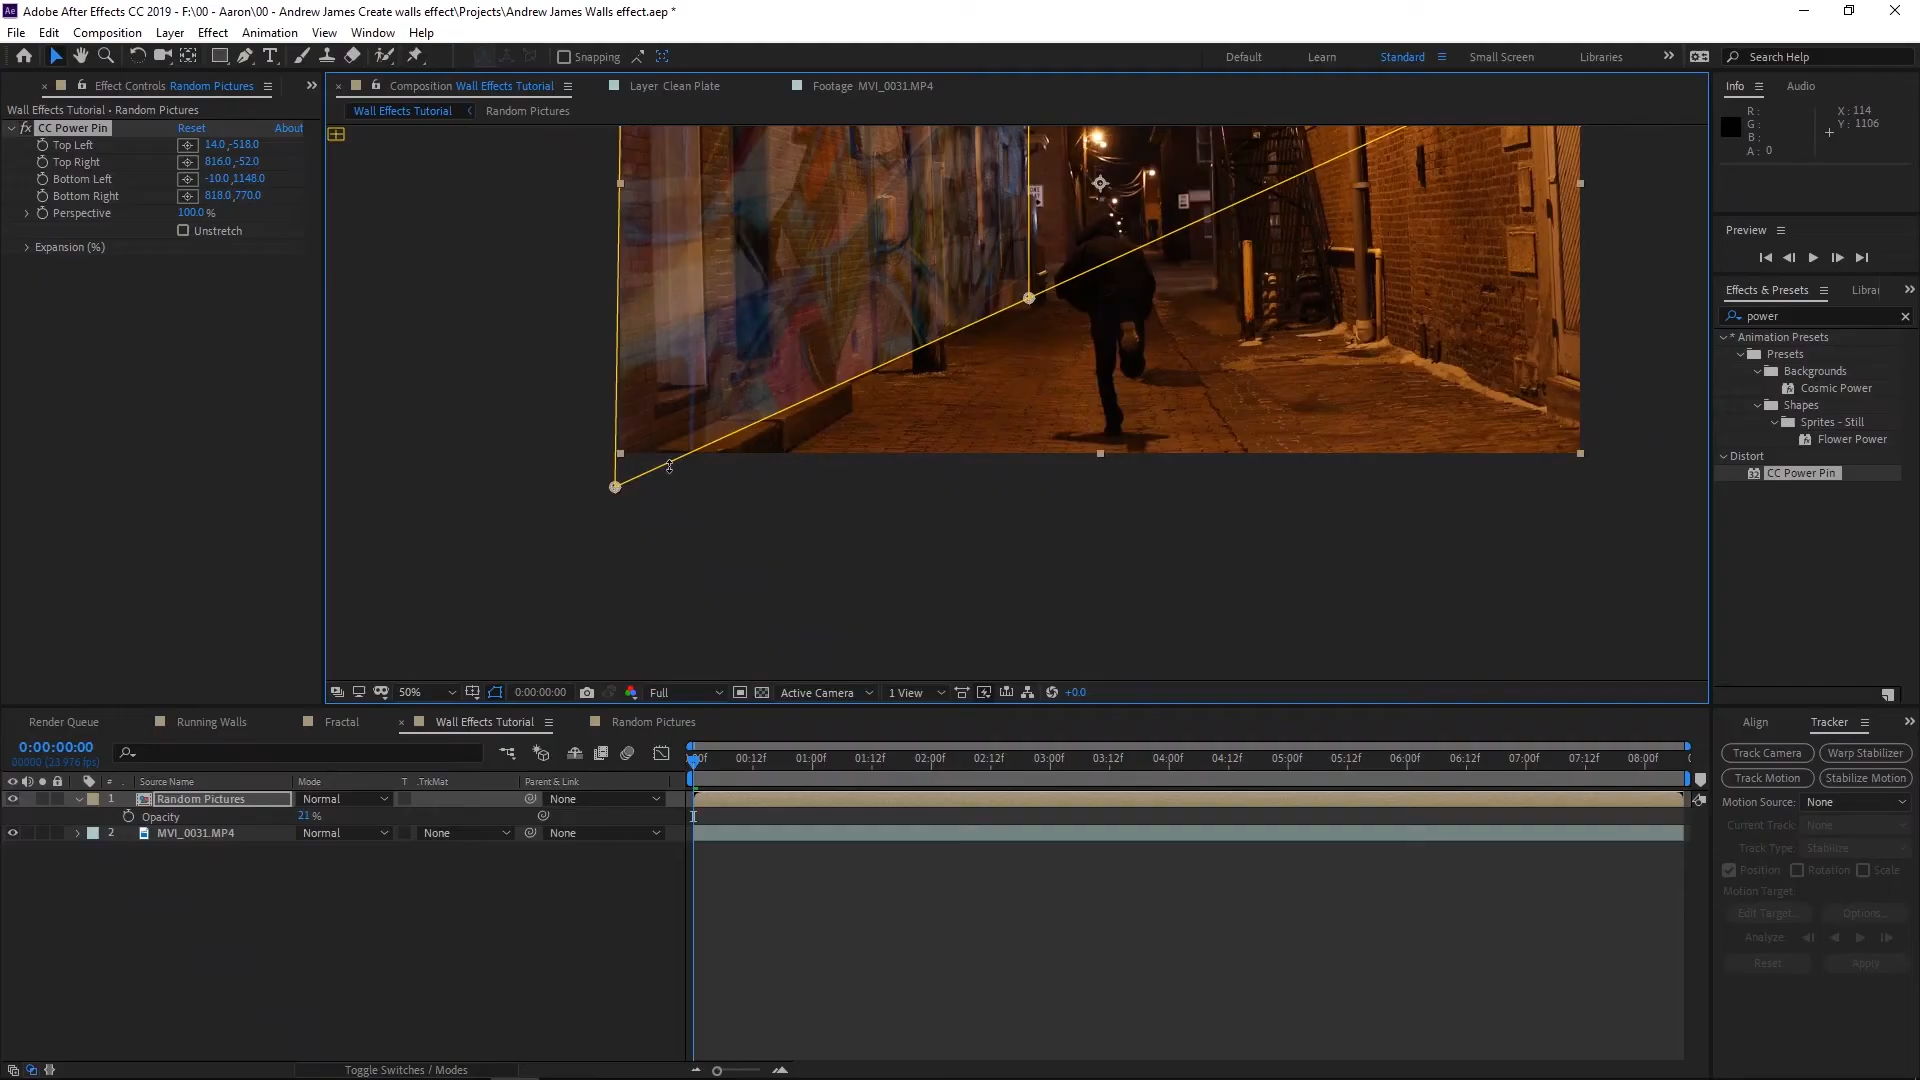 Adobe After Effects CC 2019 - F:\00 - Aaron\00 - Andrew James Create walls effect\Projects\Andrew James Walls effect.aep *
File Edit Composition Layer Effect Animation View Window Help
Snapping Default Learn Standard Small Screen Libraries Search Help
Effect Controls Random Pictures
Composition Wall Effects Tutorial Layer Clean Plate Footage MVI_0031.MP4
Info Audio
Wall Effects Tutorial • Random Pictures
Wall Effects Tutorial Random Pictures
fx CC Power Pin Reset About
Top Left 14.0,-518.0
Top Right 816.0,-52.0
Bottom Left -10.0,1148.0
Bottom Right 818.0,770.0
Perspective 100.0 %
Unstretch
Expansion (%)
R :
G :
B :
A : 0
X : 114
Y : 1106
Preview
Effects & Presets Librar
power
* Animation Presets
Presets
Backgrounds
Cosmic Power
Shapes
Sprites - Still
Flower Power
Distort
32 CC Power Pin
50% 0:00:00:00 Full Active Camera 1 View +0.0
Render Queue Running Walls Fractal Wall Effects Tutorial Random Pictures
Align Tracker
0:00:00:00
00000 (23.976 fps)
00f 00:12f 01:00f 01:12f 02:00f 02:12f 03:00f 03:12f 04:00f 04:12f 05:00f 05:12f 06:00f 06:12f 07:00f 07:12f 08:00f
# Source Name Mode T .TrkMat Parent & Link
1 Random Pictures Normal None
Opacity 21 %
2 MVI_0031.MP4 Normal None None
Track Camera Warp Stabilizer
Track Motion Stabilize Motion
Motion Source: None
Current Track: None
Track Type: Stabilize
Position Rotation Scale
Motion Target:
Edit Target... Options...
Analyze:
Reset Apply
Toggle Switches / Modes